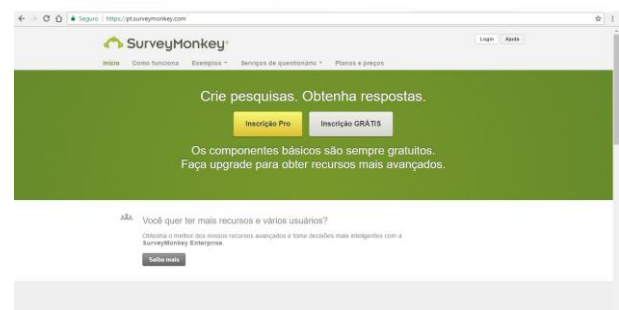 Seguro | https://pt.surveymonkey.com
SurveyMonkey®
Login Ajuda
Início Como funciona Exemplos Serviços de questionário Planos e preços
Crie pesquisas. Obtenha respostas.
Inscrição Pro Inscrição GRÁTIS
Os componentes básicos são sempre gratuitos.
Faça upgrade para obter recursos mais avançados.
Você quer ter mais recursos e vários usuários?
Obtenha o melhor dos nossos recursos avançados e tome decisões mais inteligentes com a
SurveyMonkey Enterprise
Saiba mais